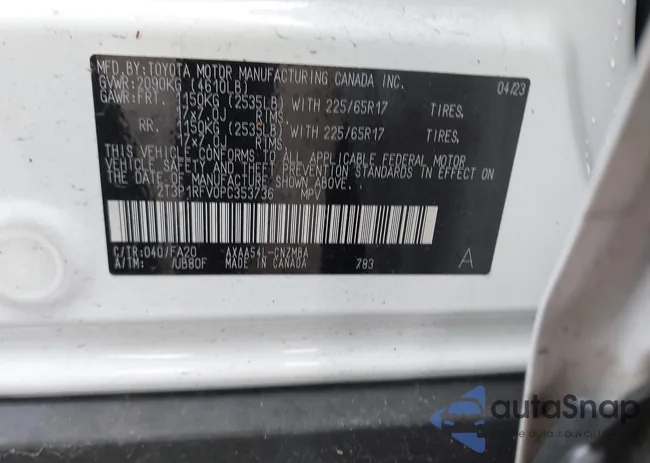 MFD.BY:TOYOTA MOTOR MANUFACTURING CANADA INC.
GVWR:2090KG (4610LB) 04/23
GAWR:FRT. 1150KG (2535LB) WITH 225/65R17 TIRES,
17x7.0J RIMS,
RR. 1150KG (2535LB) WITH 225/65R17 TIRES,
17x7.0J RIMS,
THIS VEHICLE CONFORMS TO ALL APPLICABLE FEDERAL MOTOR
VEHICLE SAFETY AND THEFT PREVENTION STANDARDS IN EFFECT ON
THE DATE OF MANUFACTURE SHOWN ABOVE.
2T3P1RFV0PC353736 MPV
C/TR:040/FA20 AXAA54L-CNZMBA
A/TM: /UB80F MADE IN CANADA 783 A
autaSnap